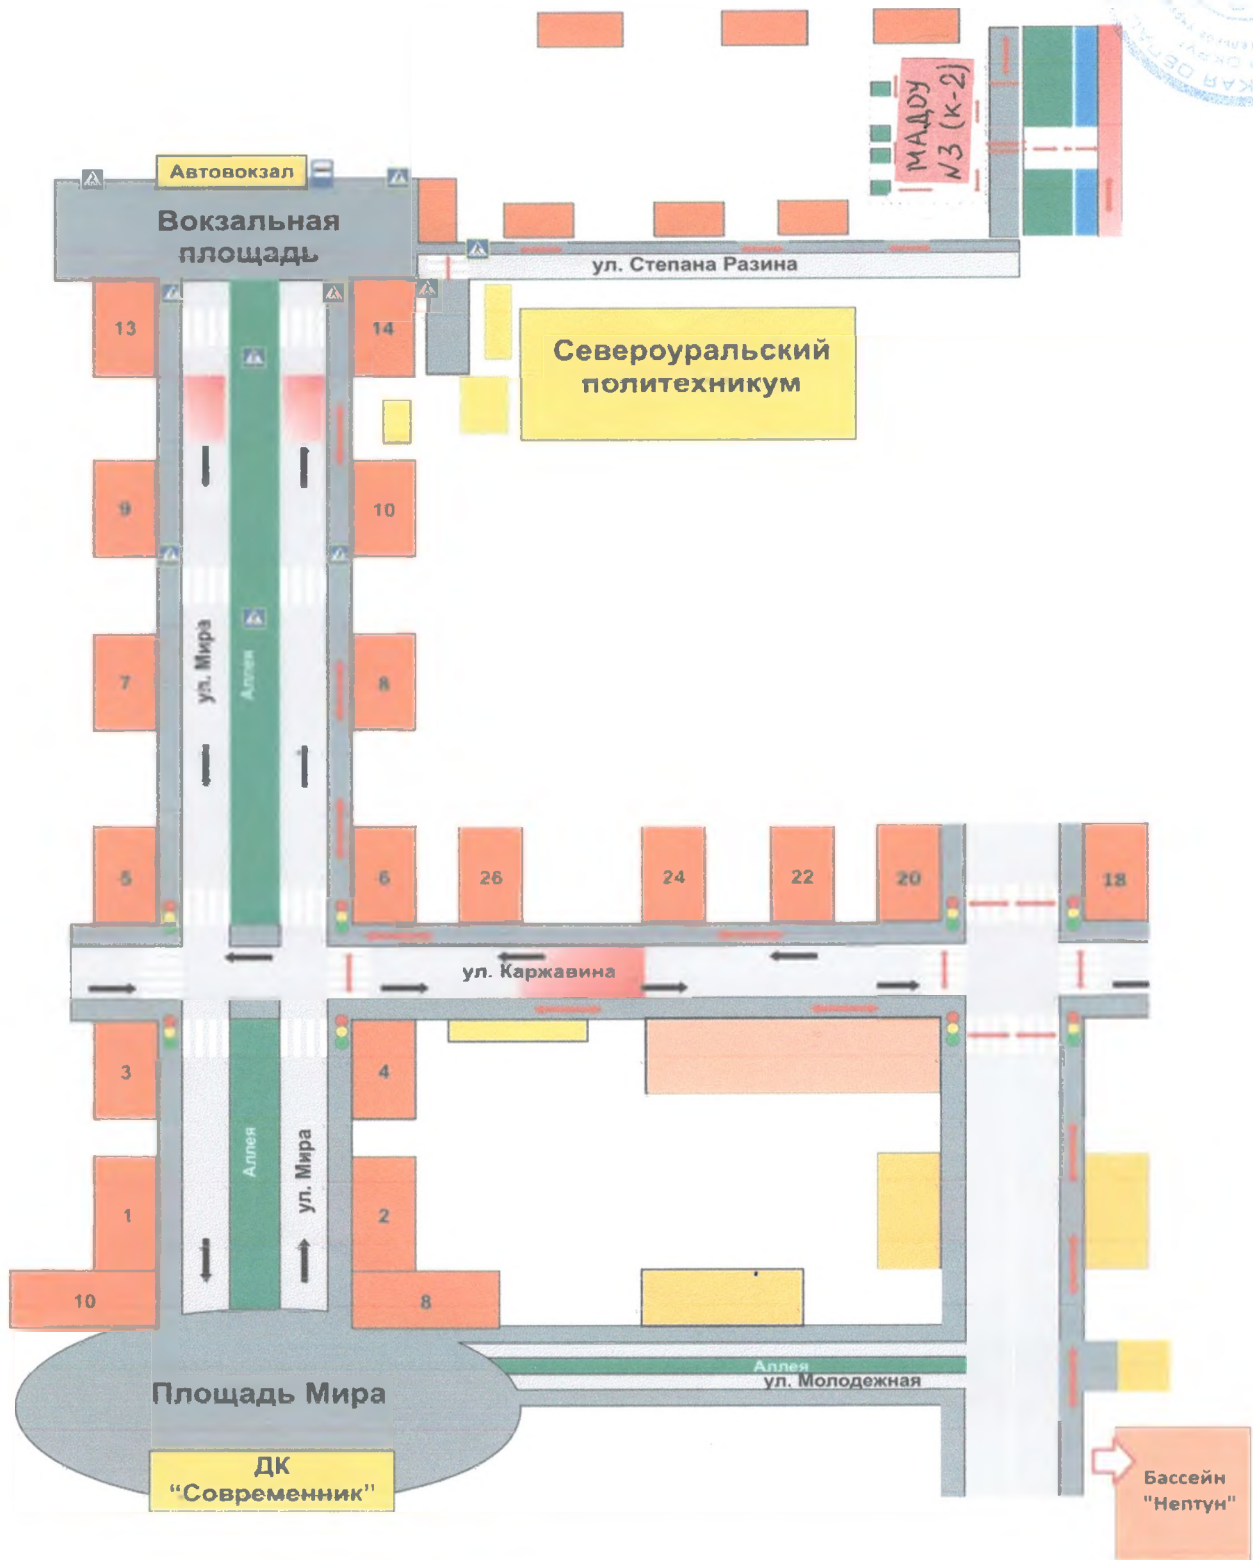 МАДОУ
N3 (к-2)
Автовокзал
Вокзальная
площадь
ул. Степана Разина
13
14
Североуральский
политехникум
9
10
ул. Мира
Аллея
7
8
5
6
26
24
22
20
18
ул. Каржавина
3
4
Аллея
ул. Мира
1
2
10
8
Аллея
ул. Молодежная
Площадь Мира
ДК
“Современник”
Бассейн
"Нептун"